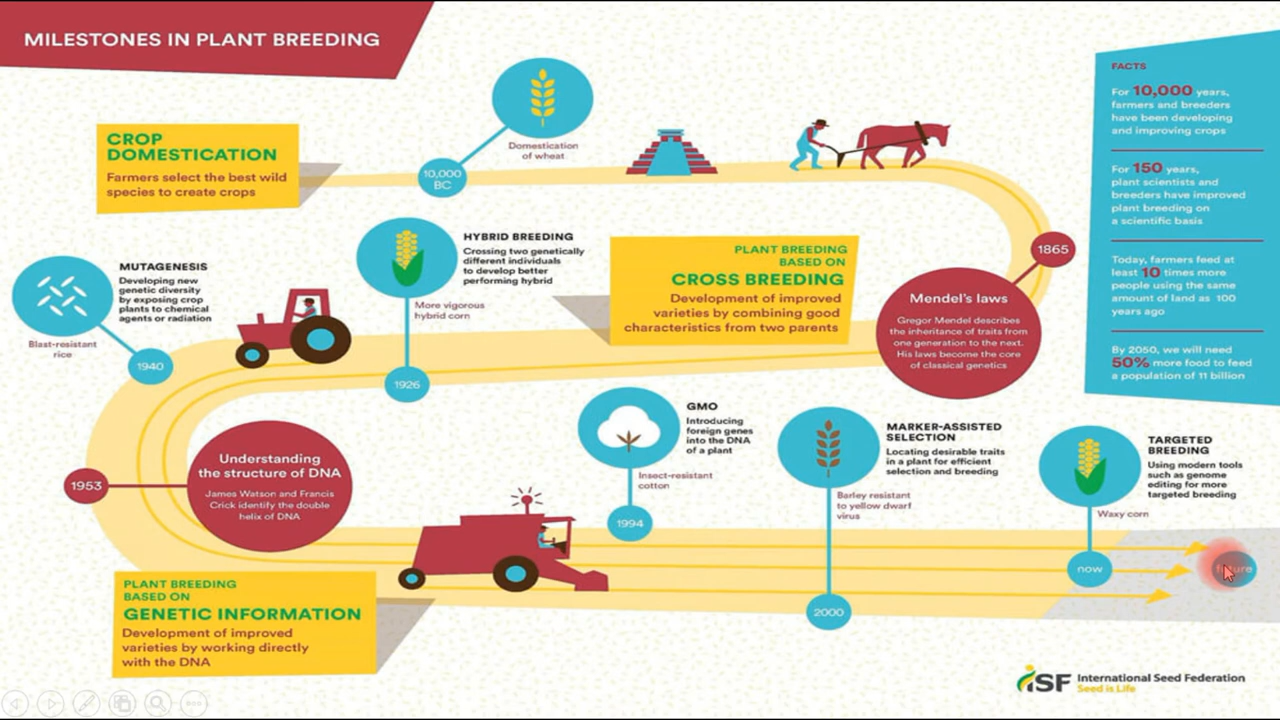 MILESTONES IN PLANT BREEDING
CROP
DOMESTICATION
Farmers select the best wild
species to create crops
10,000
BC
Domestication
of wheat
1865
Mendel's laws
Gregor Mendel describes
the inheritance of traits from
one generation to the next.
His laws become the core
of classical genetics
PLANT BREEDING
BASED ON
CROSS BREEDING
Development of improved
varieties by combining good
characteristics from two parents
HYBRID BREEDING
Crossing two genetically
different individuals
to develop better
performing hybrid
More vigorous
hybrid corn
1926
MUTAGENESIS
Developing new
genetic diversity
by exposing crop
plants to chemical
agents or radiation
Blast-resistant
rice
1940
1953
Understanding
the structure of DNA
James Watson and Francis
Crick identify the double
helix of DNA
PLANT BREEDING
BASED ON
GENETIC INFORMATION
Development of improved
varieties by working directly
with the DNA
GMO
Introducing
foreign genes
into the DNA
of a plant
Insect-resistant
cotton
1994
MARKER-ASSISTED
SELECTION
Locating desirable traits
in a plant for efficient
selection and breeding
Barley resistant
to yellow dwarf
virus
2000
TARGETED
BREEDING
Using modern tools
such as genome
editing for more
targeted breeding
Waxy corn
now
future
FACTS
For 10,000 years,
farmers and breeders
have been developing
and improving crops
For 150 years,
plant scientists and
breeders have improved
plant breeding on
a scientific basis
Today, farmers feed at
least 10 times more
people using the same
amount of land as 100
years ago
By 2050, we will need
50% more food to feed
a population of 11 billion
iSF International Seed Federation
Seed is Life